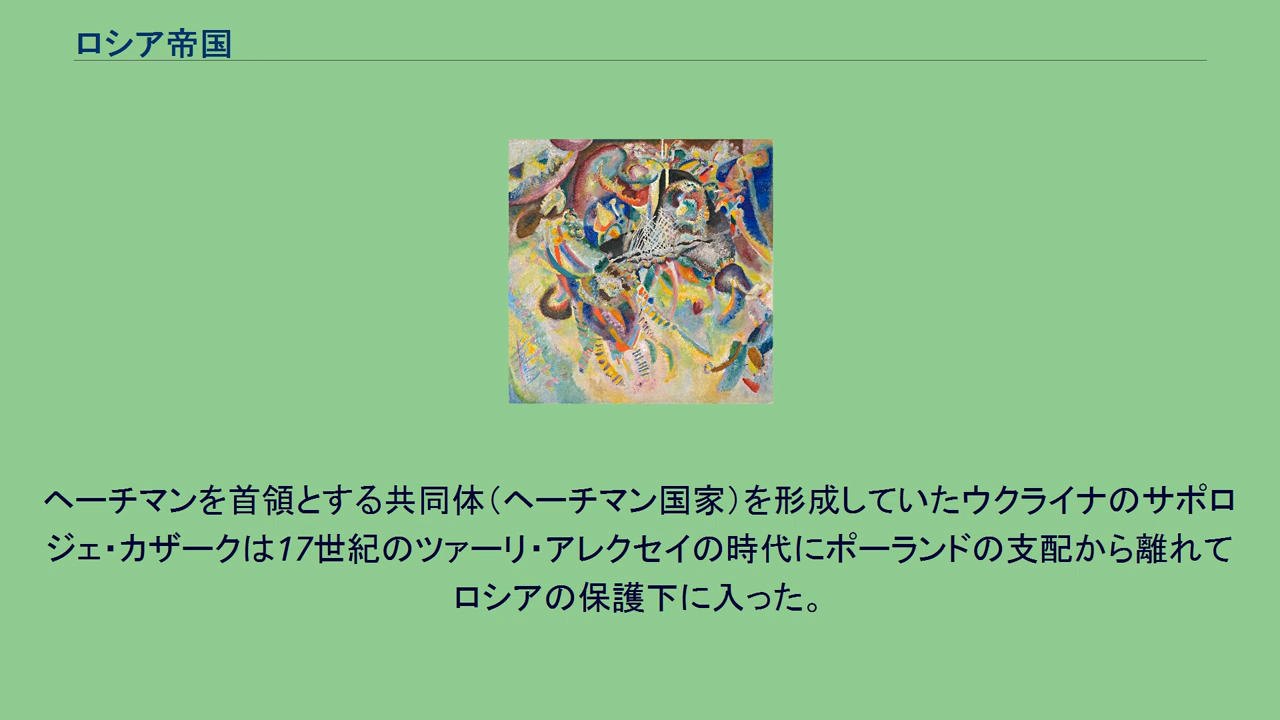 ロシア帝国
ヘーチマンを首領とする共同体（ヘーチマン国家）を形成していたウクライナのサポロ
ジェ・カザークは17世紀のツァーリ・アレクセイの時代にポーランドの支配から離れて
ロシアの保護下に入った。